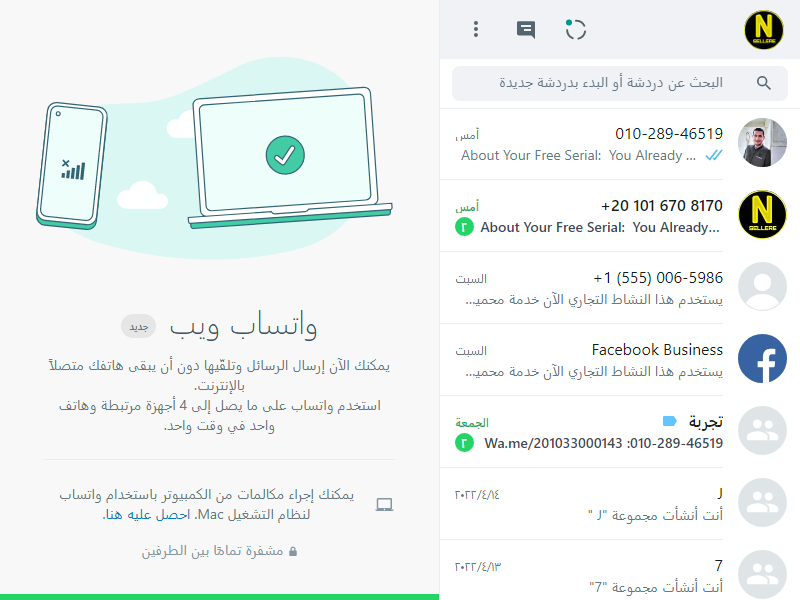 N
SELLERE
البحث عن دردشة أو البدء بدردشة جديدة
010-289-46519
أمس
About Your Free Serial: You Already ...
+20 101 670 8170
أمس
About Your Free Serial: You Already...
٢
N
SELLERE
+1 (555) 006-5986
السبت
يستخدم هذا النشاط التجاري الآن خدمة محميـ...
Facebook Business
السبت
يستخدم هذا النشاط التجاري الآن خدمة محميـ...
تجربة
الجمعة
010-289-46519: Wa.me/201033000143
٢
J
٢٠٢٢/٤/١٤
أنت أنشأت مجموعة "J"
7
٢٠٢٢/٤/١٣
أنت أنشأت مجموعة "7"
واتساب ويب جديد
يمكنك الآن إرسال الرسائل وتلقّيها دون أن يبقى هاتفك متصلاً
بالإنترنت.
استخدم واتساب على ما يصل إلى 4 أجهزة مرتبطة وهاتف
واحد في وقت واحد.
يمكنك إجراء مكالمات من الكمبيوتر باستخدام واتساب
لنظام التشغيل Mac. احصل عليه هنا.
مشفرة تمامًا بين الطرفين